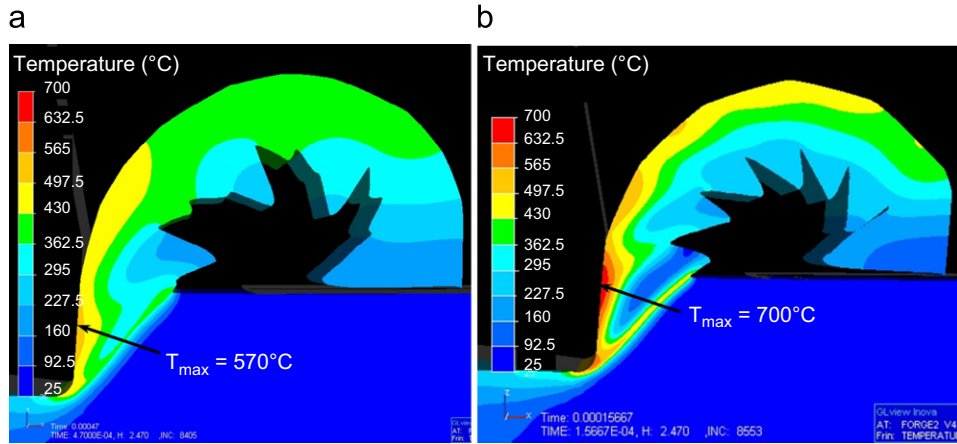 a
Temperature (°C)
700
632.5
565
497.5
430
362.5
295
227.5
160
92.5
25
Tmax = 570°C
Time: 0.00047
TIME: 4.7000E-04, H: 2.470 ,INC: 8405
GLview
AT: F
Frin: T
b
Temperature (°C)
700
632.5
565
497.5
430
362.5
295
227.5
160
92.5
25
Tmax = 700°C
Time: 0.00015667
TIME: 1.5667E-04, H: 2.470 ,INC: 8553
GLview Inova
AT: FORGE2 V4
Frin: TEMPERATU